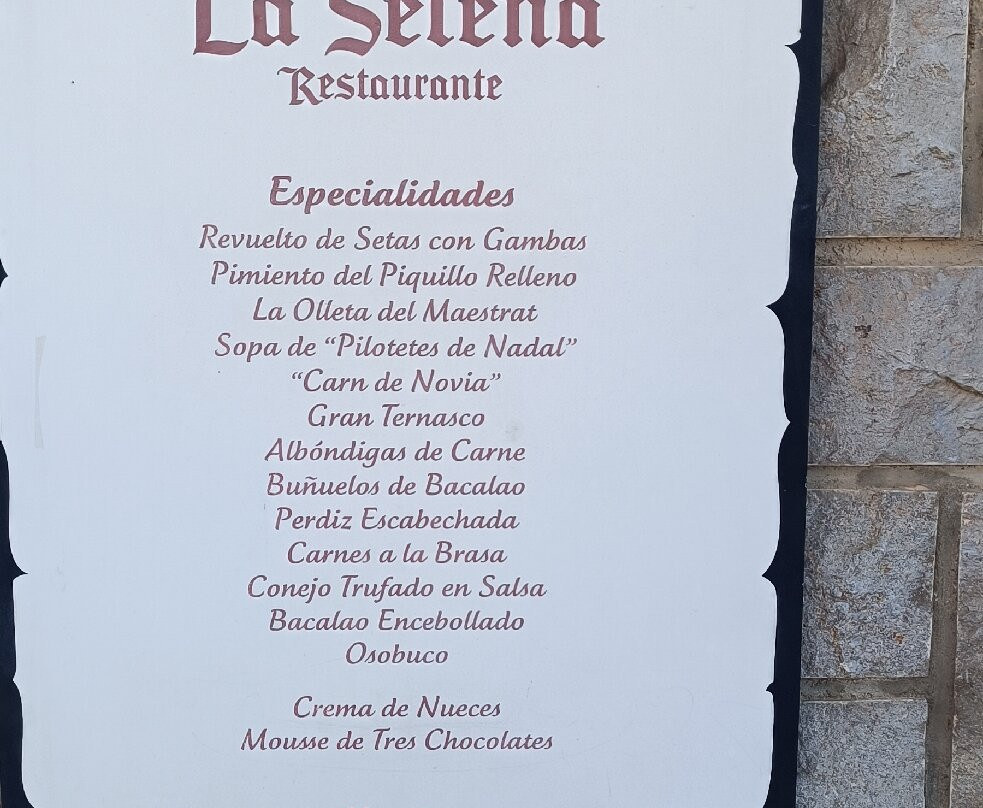 La Selena
Restaurante
Especialidades
Revuelto de Setas con Gambas
Pimiento del Piquillo Relleno
La Olleta del Maestrat
Sopa de “Pilotetes de Nadal”
“Carn de Novia”
Gran Ternasco
Albóndigas de Carne
Buñuelos de Bacalao
Perdiz Escabechada
Carnes a la Brasa
Conejo Trufado en Salsa
Bacalao Encebollado
Osobuco
Crema de Nueces
Mousse de Tres Chocolates